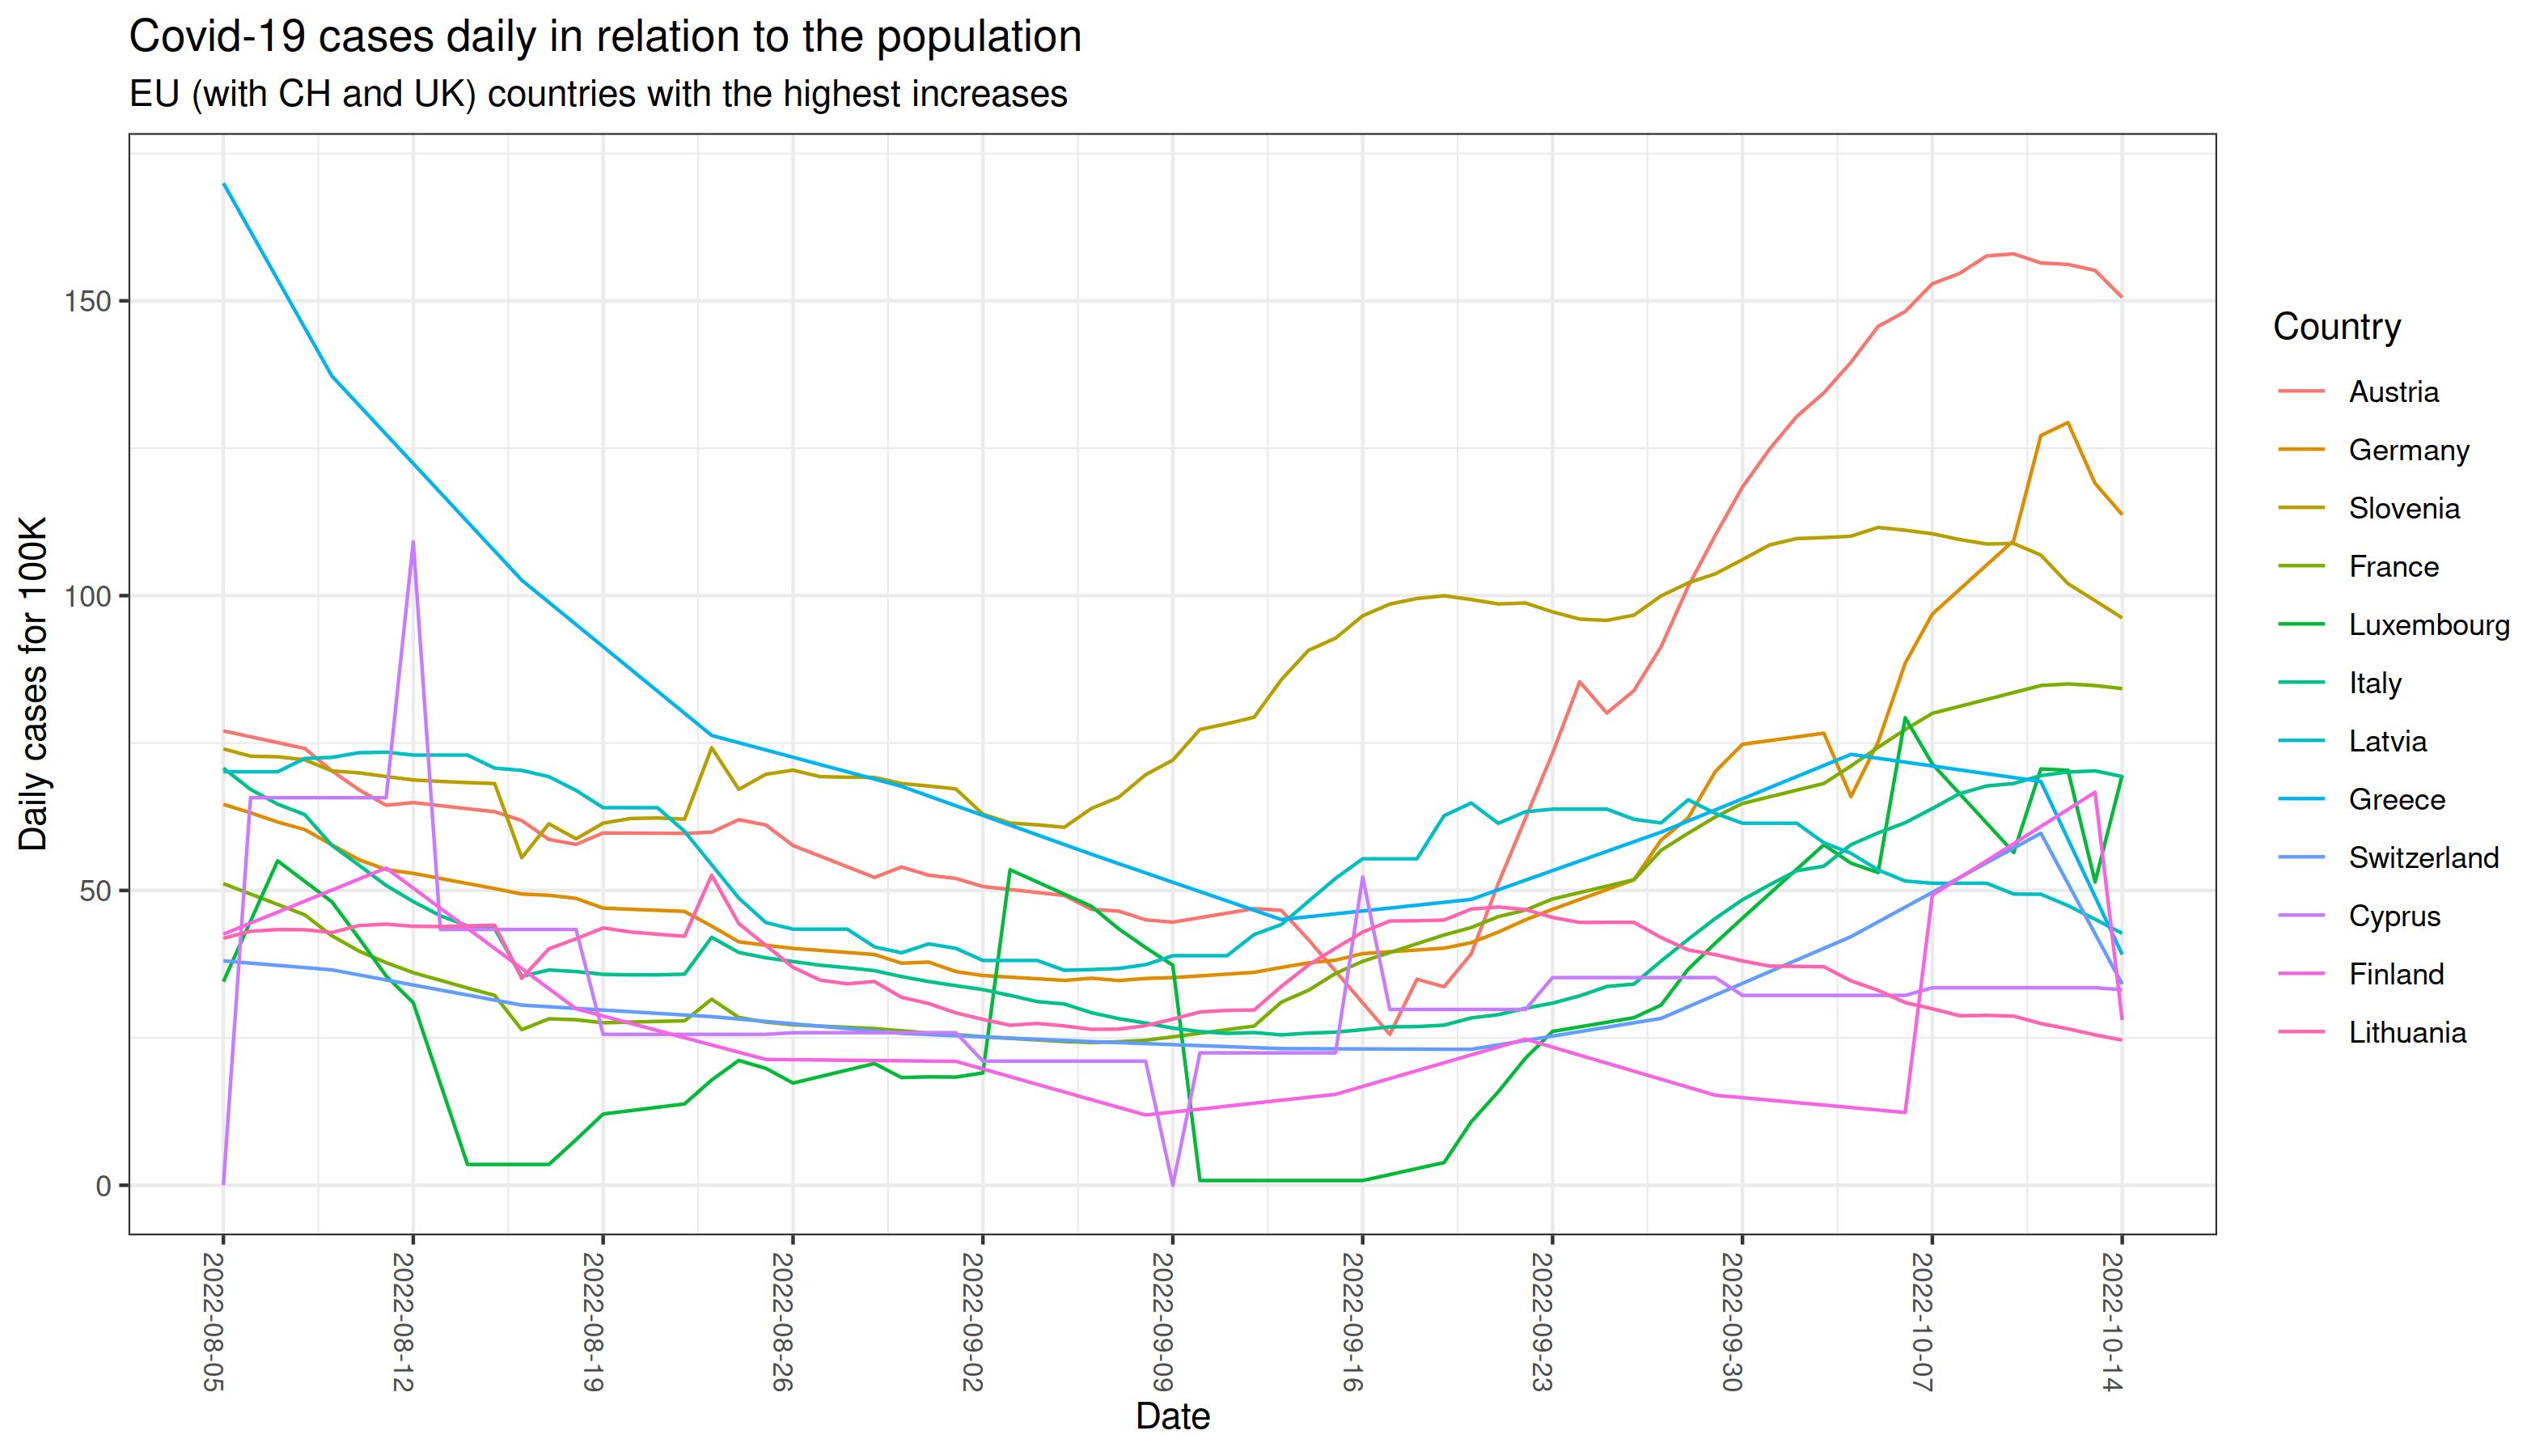 Covid-19 cases daily in relation to the population
EU (with CH and UK) countries with the highest increases
Daily cases for 100K
150
100
50
0
2022-08-05
2022-08-12
2022-08-19
2022-08-26
2022-09-02
2022-09-09
2022-09-16
2022-09-23
2022-09-30
2022-10-07
2022-10-14
Date
Country
Austria
Germany
Slovenia
France
Luxembourg
Italy
Latvia
Greece
Switzerland
Cyprus
Finland
Lithuania